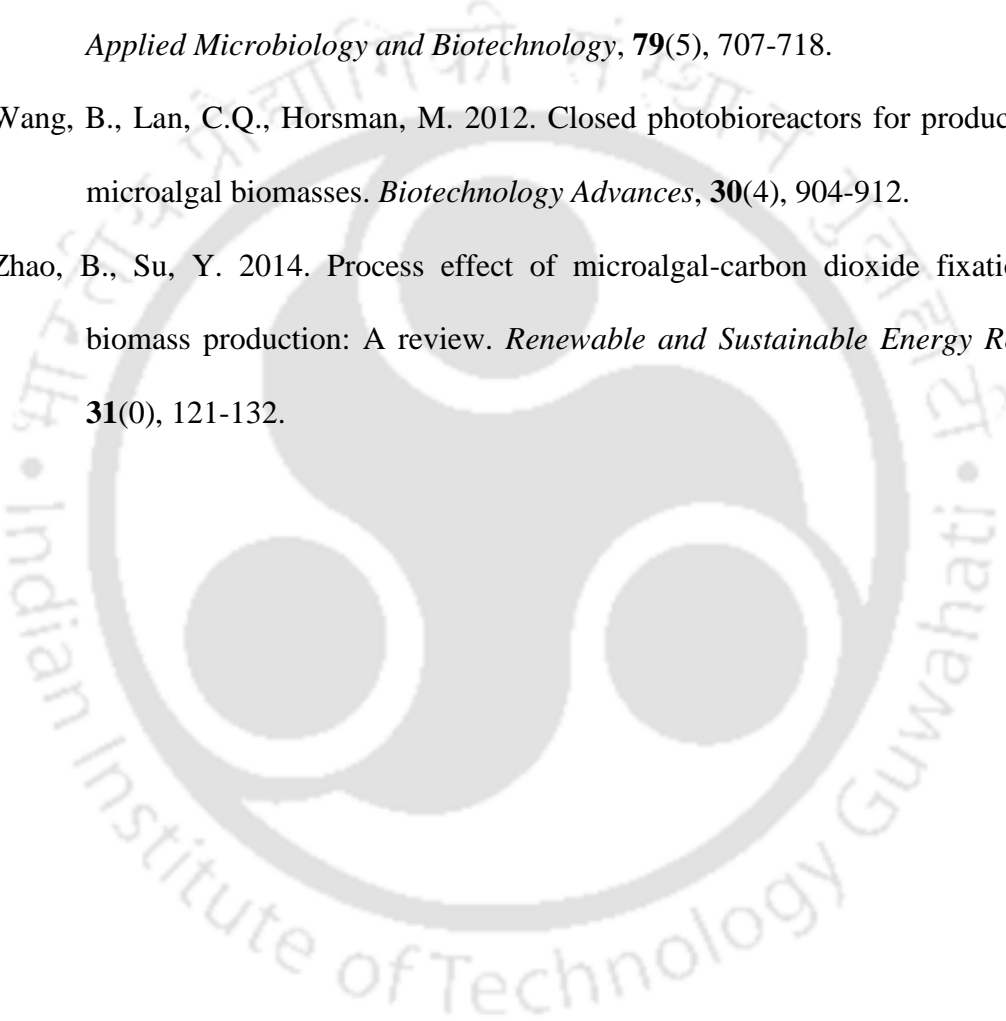 Applied Microbiology and Biotechnology, 79(5), 707-718.
Wang, B., Lan, C.Q., Horsman, M. 2012. Closed photobioreactors for produc
microalgal biomasses. Biotechnology Advances, 30(4), 904-912.
Zhao, B., Su, Y. 2014. Process effect of microalgal-carbon dioxide fixati
biomass production: A review. Renewable and Sustainable Energy R
31(0), 121-132.
Indian Institute of Technology Guwahati